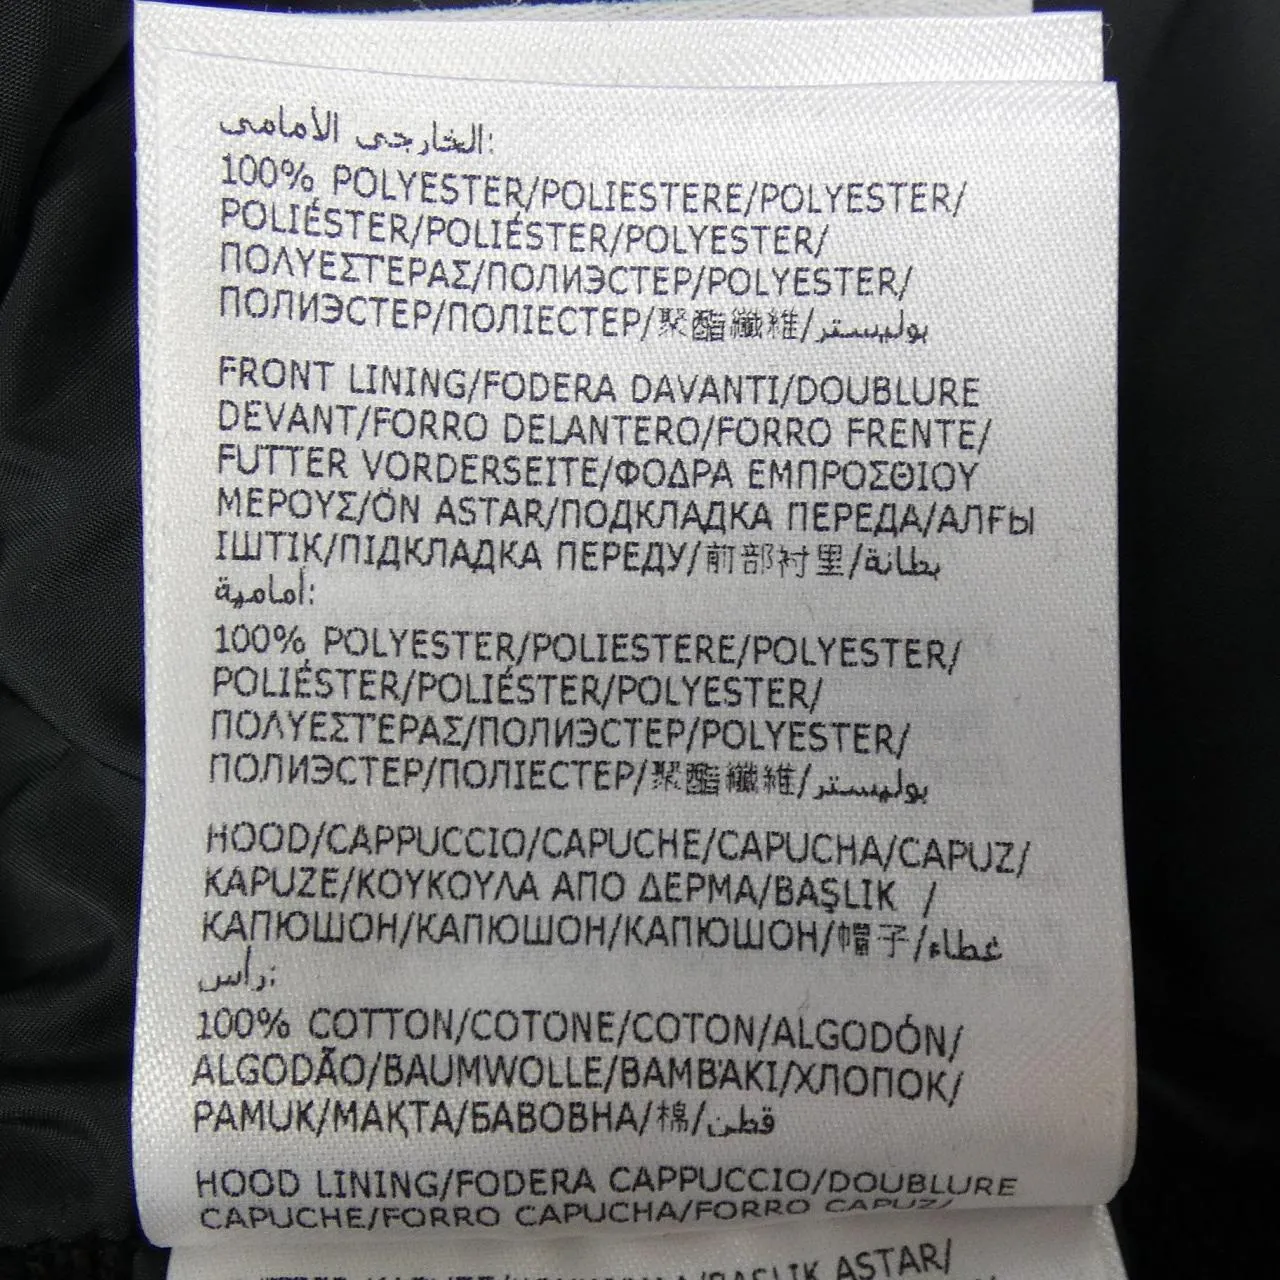 الخارجي الأمامي:
100% POLYESTER/POLIESTERE/POLYESTER/
POLIÉSTER/POLIÉSTER/POLYESTER/
ΠΟΛΥΕΣΤΕΡΑΣ/ПОЛИЭСТЕР/POLYESTER/
ПОЛИЭСТЕР/ПОЛІЕСТЕР/聚酯纖維/بوليستر
FRONT LINING/FODERA DAVANTI/DOUBLURE
DEVANT/FORRO DELANTERO/FORRO FRENTE/
FUTTER VORDERSEITE/ΦΟΔΡΑ ΕΜΠΡΟΣΘΙΟΥ
ΜΕΡΟΥΣ/ÖN ASTAR/ПОДКЛАДКА ПЕРЕДА/АЛҒЫ
ІШТІК/ПІДКЛАДКА ПЕРЕДУ/前部衬里/بطانة
أمامية:
100% POLYESTER/POLIESTERE/POLYESTER/
POLIÉSTER/POLIÉSTER/POLYESTER/
ΠΟΛΥΕΣΤΕΡΑΣ/ПОЛИЭСТЕР/POLYESTER/
ПОЛИЭСТЕР/ПОЛІЕСТЕР/聚酯纖維/بوليستر
HOOD/CAPPUCCIO/CAPUCHE/CAPUCHA/CAPUZ/
KAPUZE/ΚΟΥΚΟΥΛΑ ΑΠΟ ΔΕΡΜΑ/BAŞLIK /
КАПЮШОН/КАПЮШОН/КАПЮШОН/帽子/غطاء
رأس:
100% COTTON/COTONE/COTON/ALGODÓN/
ALGODÃO/BAUMWOLLE/ΒΑΜΒΆΚΙ/ХЛОПОК/
PAMUK/МАҚТА/БАВОВНА/棉/قطن
HOOD LINING/FODERA CAPPUCCIO/DOUBLURE
CAPUCHE/FORRO CAPUCHA/FORRO CAPUZ/
ASTAR/